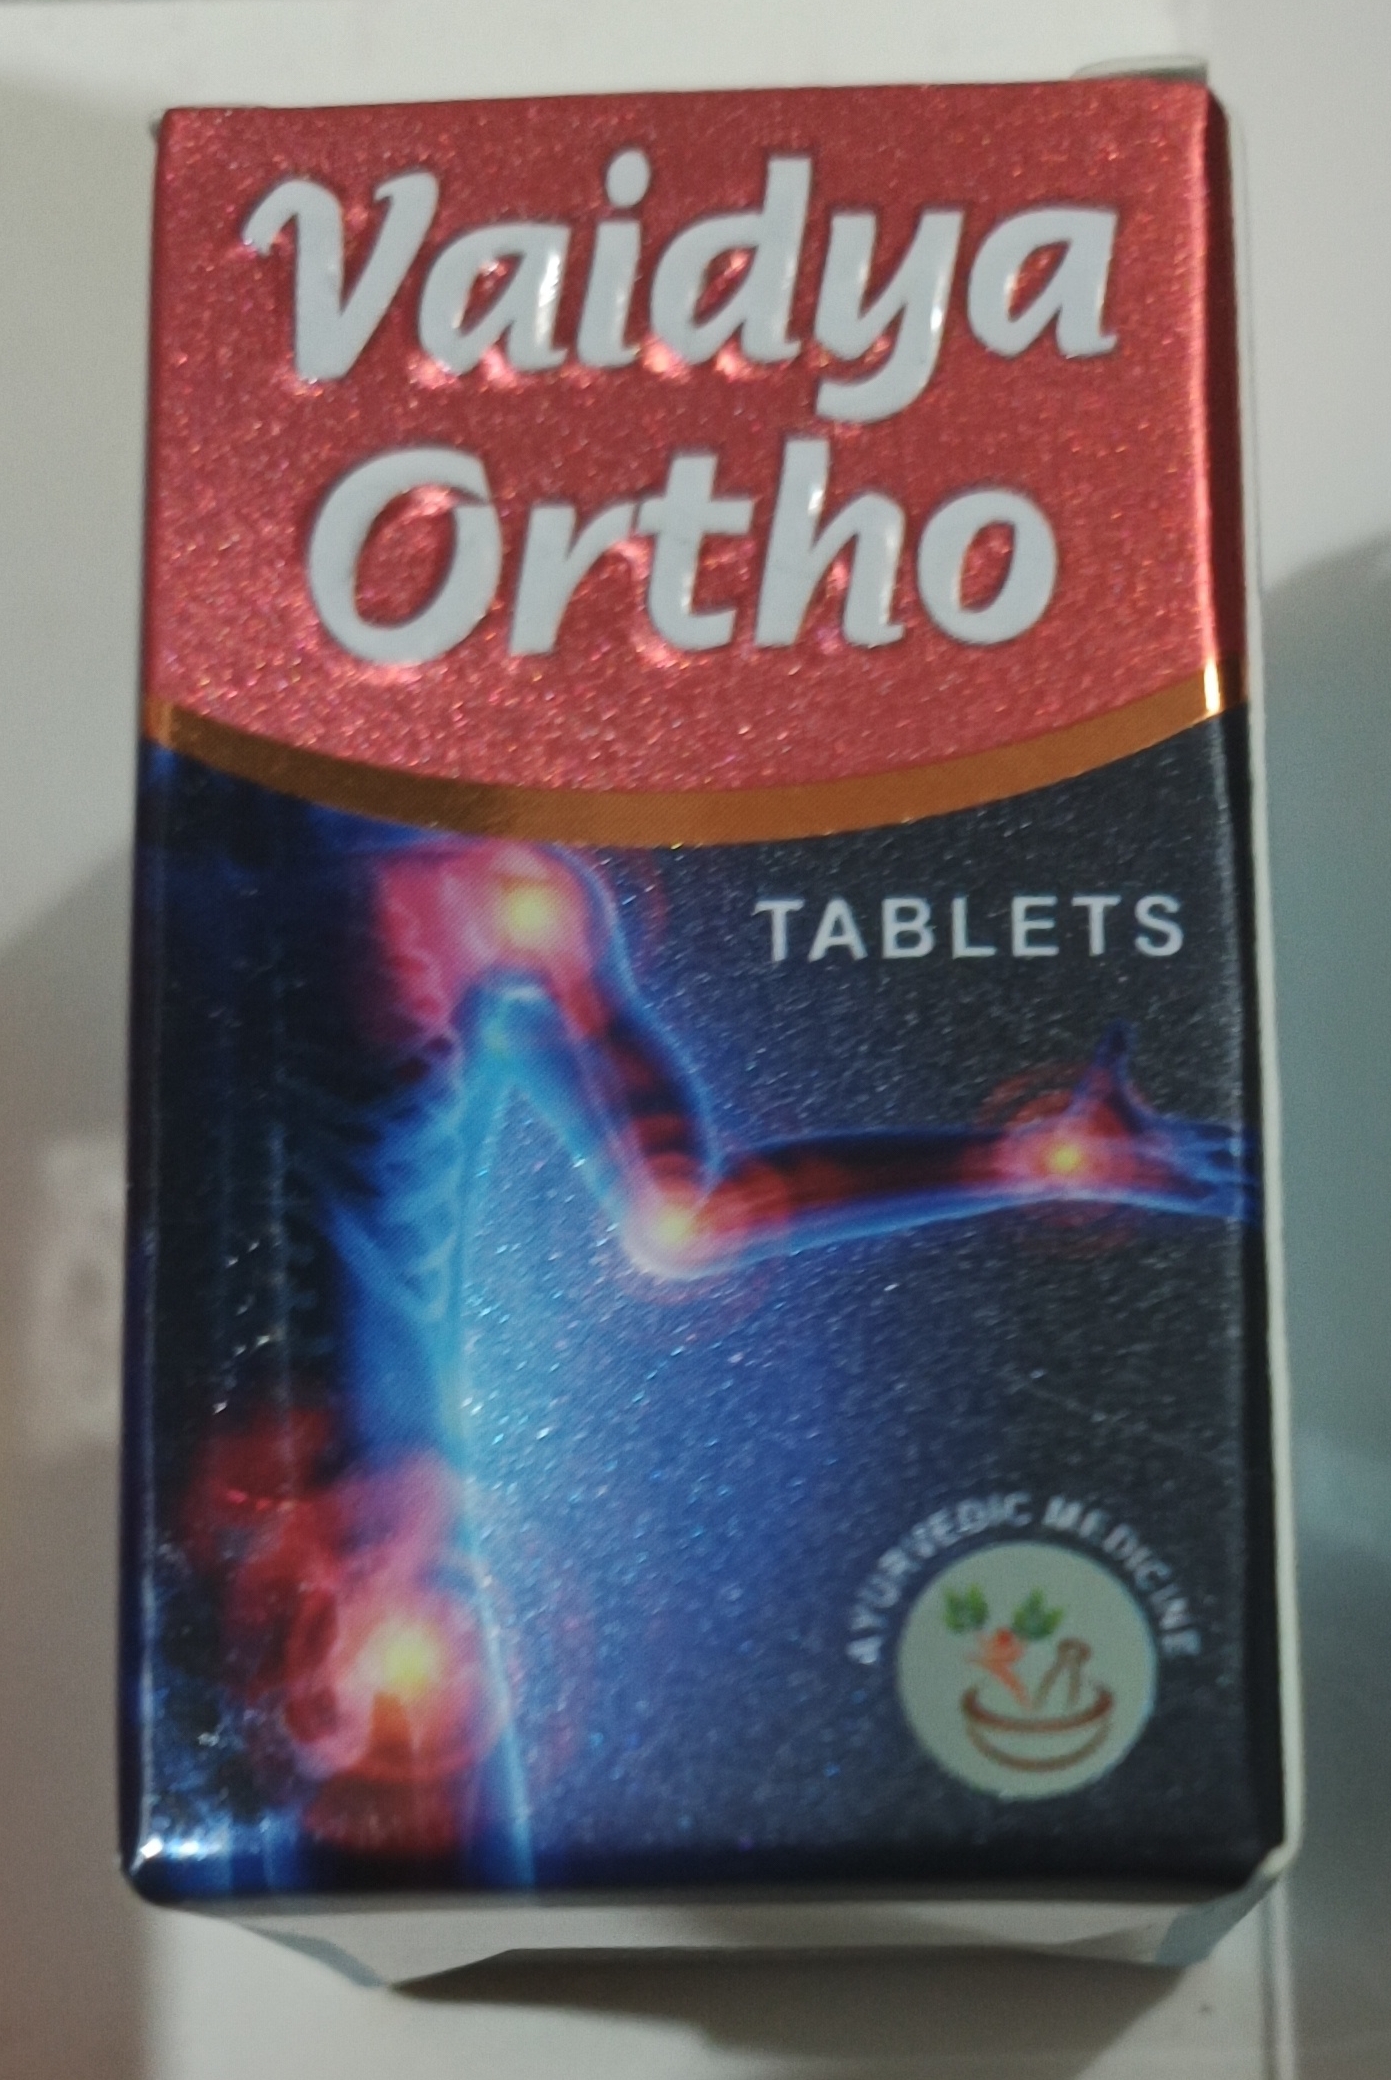 Vaidya
Ortho
TABLETS
AYURVEDIC MEDICINE